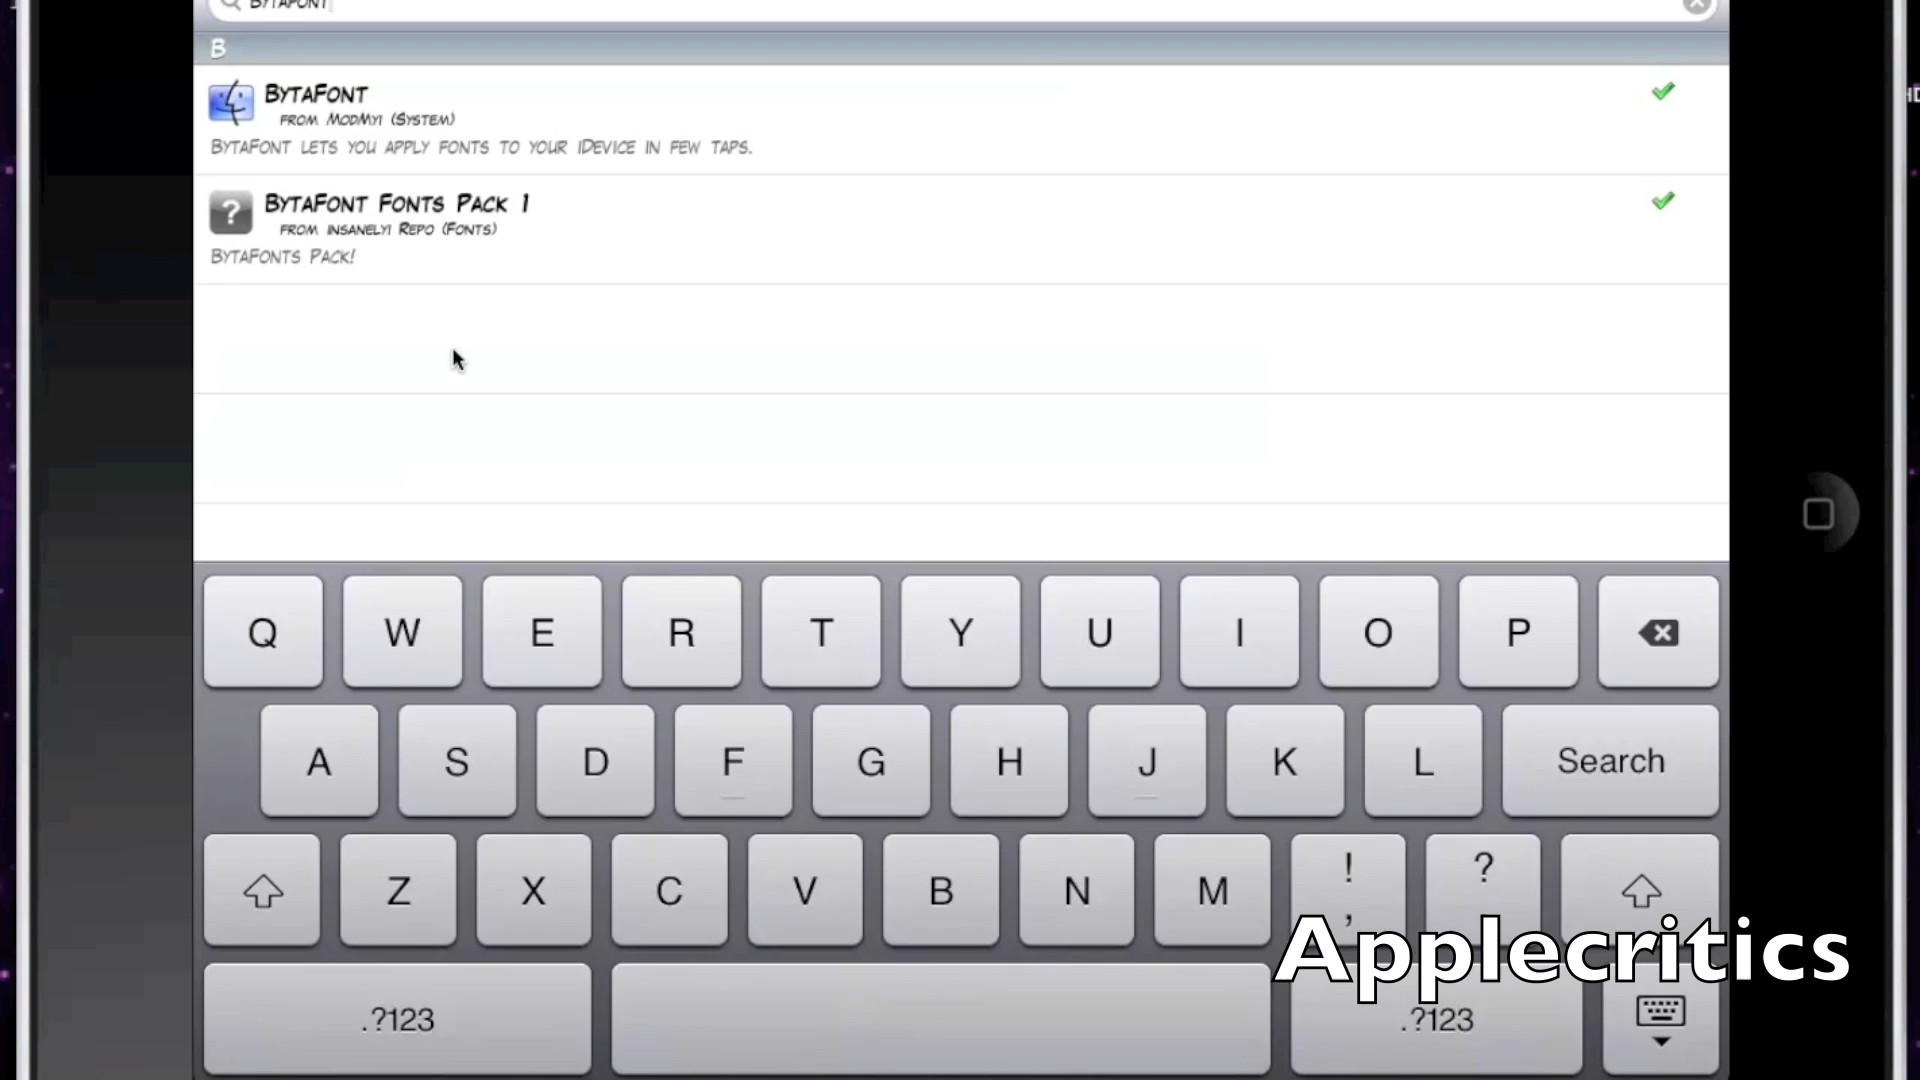 BytaFont
B
BytaFont
from ModMyi (System)
BytaFont lets you apply fonts to your iDevice in few taps.
BytaFont Fonts Pack 1
from insanelyi Repo (Fonts)
BytaFonts Pack!
Q W E R T Y U I O P
A S D F G H J K L Search
Z X C V B N M ! , ?
Applecritics
.?123 .?123